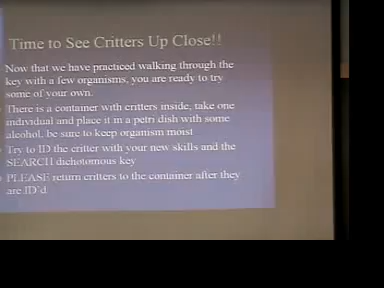 Time to See Critters Up Close!!
Now that we have practiced walking through the
key with a few organisms, you are ready to try
some of your own.
There is a container with critters inside, take one
individual and place it in a petri dish with some
alcohol, be sure to keep organism moist
Try to ID the critter with your new skills and the
SEARCH dichotomous key
PLEASE return critters to the container after they
are ID'd